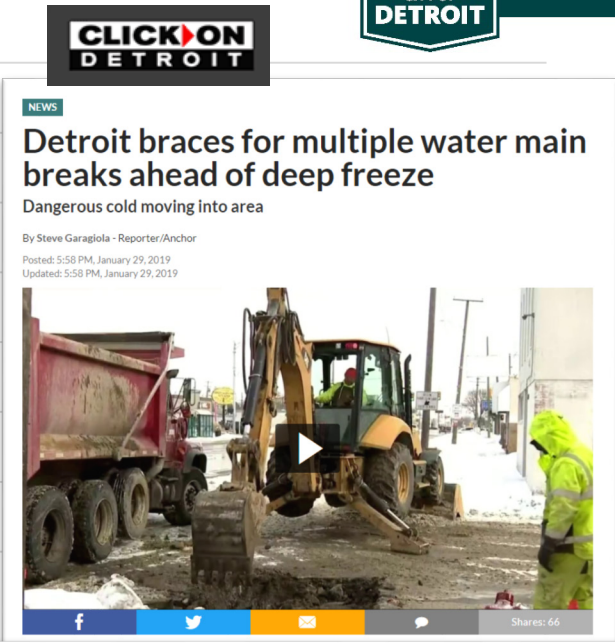 CLICK ON
DETROIT
DETROIT
NEWS
Detroit braces for multiple water main
breaks ahead of deep freeze
Dangerous cold moving into area
By Steve Garagiola - Reporter/Anchor
Posted: 5:58 PM, January 29, 2019
Updated: 5:58 PM, January 29, 2019
Shares: 66